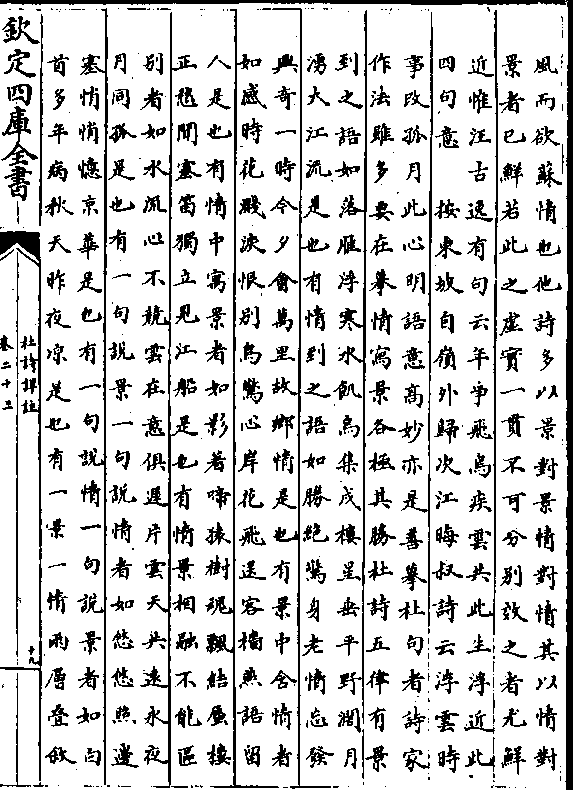 風而欲蘇情也他詩多以景對景情對情其以情對
景者已鮮若此之虛實一貫不可分別效之者尤鮮
近惟汪古逸有句云年爭飛鳥疾雲共此生浮近此
四句意　按東坡自嶺外歸次江晦叔詩云浮雲時
事改孤月此心明語意高妙亦是善摹杜句者詩家
作法雖多要在摹情寫景各極其勝杜詩五律有景
到之語如落雁浮寒水飢烏集戍樓星垂平野濶月
湧大江流是也有情到之語如勝絶驚身老情忘發
興奇一時今夕會萬里故鄉情是也有景中含情者
如感時花濺淚恨別鳥驚心岸花飛送客檣燕語留
人是也有情中寓景者如影著啼猿樹魂飄結蜃樓
正愁聞塞笛獨立見江船是也有情景相融不能區
別者如水流心不競雲在意俱遲片雲天共遠永夜
月同孤是也有一句說景一句說情者如悠悠照邊
塞悄悄憶京華是也有一句說情一句說景者如白
首多年病秋天昨夜凉是也有一景一情兩層叠敘
欽定四庫全書
杜詩詳註
卷二十三
十九